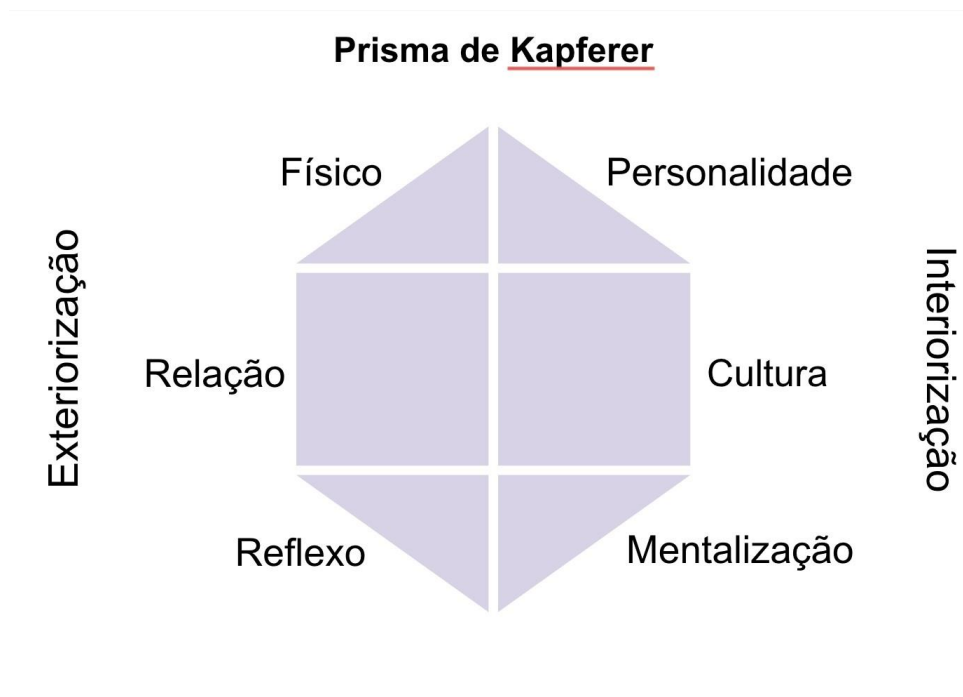 Prisma de Kapferer
Físico
Personalidade
Exteriorização
Interiorização
Relação
Cultura
Reflexo
Mentalização